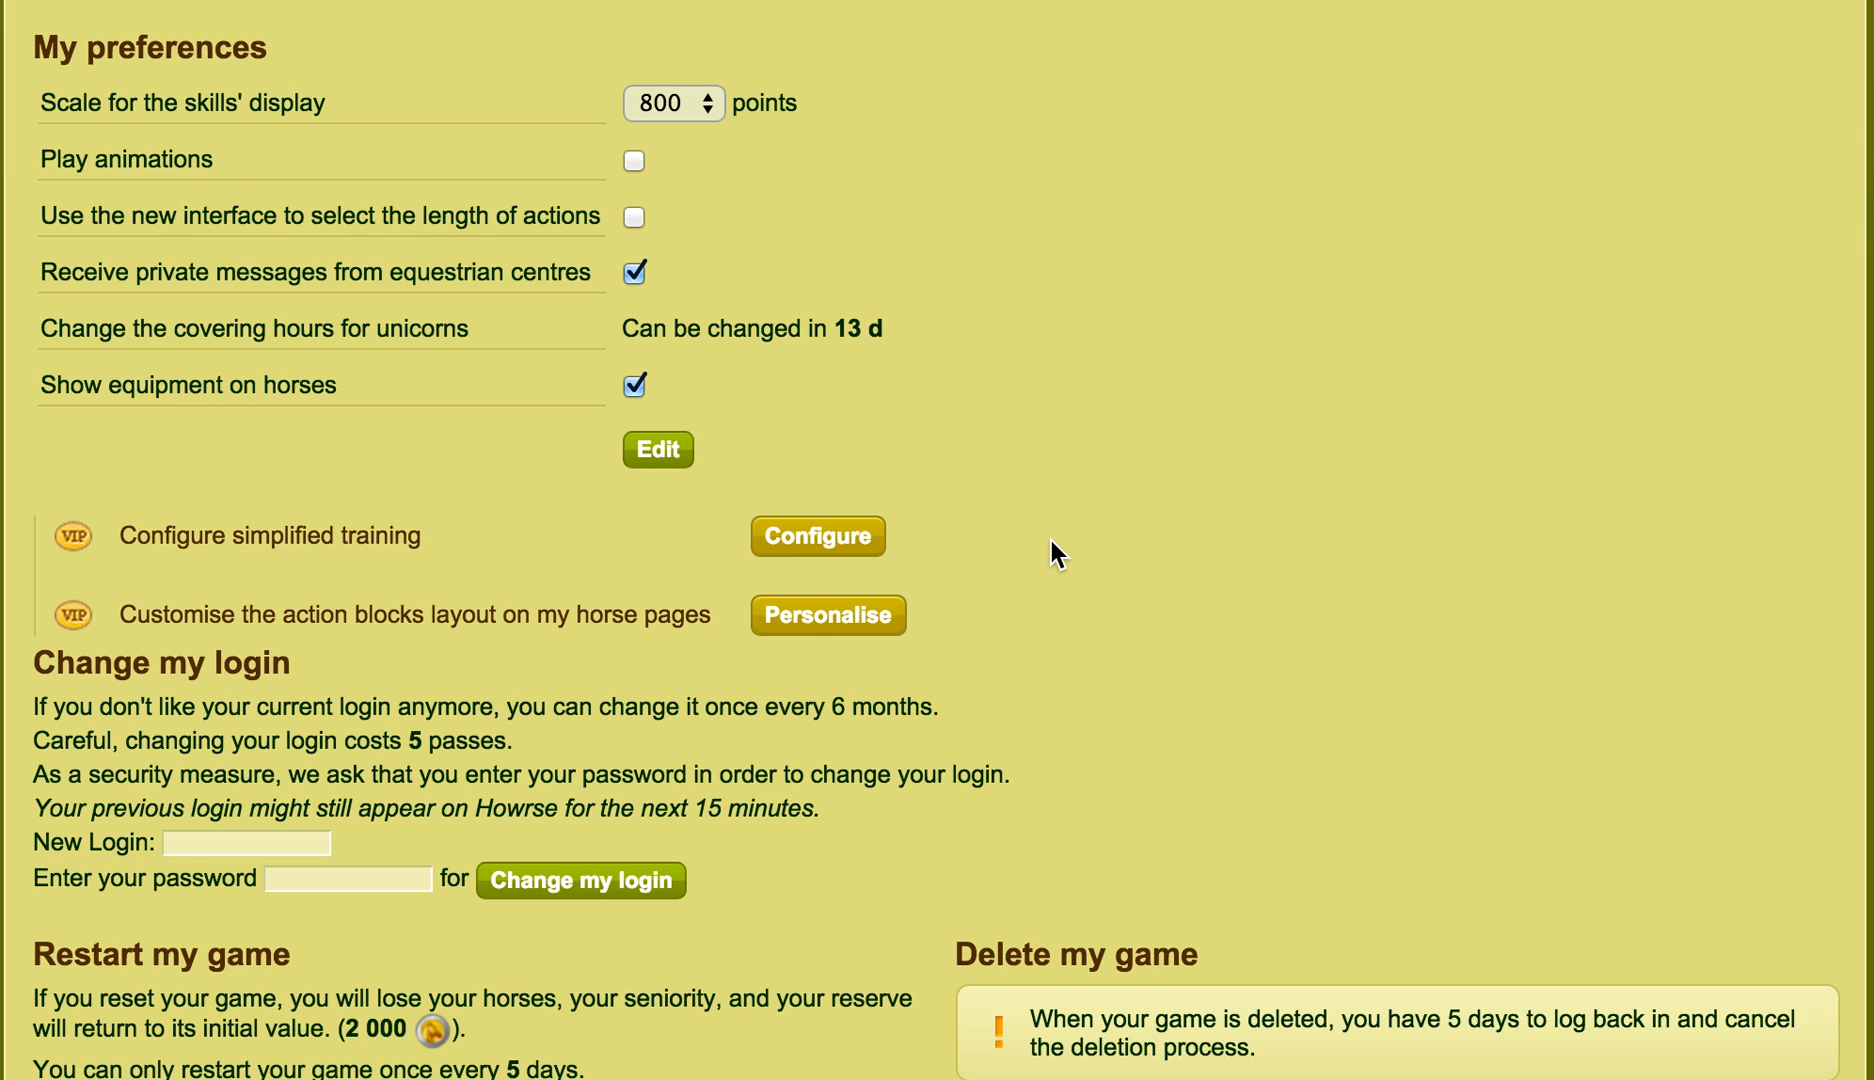 My preferences
Scale for the skills' display 800 points
Play animations
Use the new interface to select the length of actions
Receive private messages from equestrian centres
Change the covering hours for unicorns Can be changed in 13 d
Show equipment on horses
Edit
VIP Configure simplified training Configure
VIP Customise the action blocks layout on my horse pages Personalise
Change my login
If you don't like your current login anymore, you can change it once every 6 months.
Careful, changing your login costs 5 passes.
As a security measure, we ask that you enter your password in order to change your login.
Your previous login might still appear on Howrse for the next 15 minutes.
New Login:
Enter your password for Change my login
Restart my game
If you reset your game, you will lose your horses, your seniority, and your reserve
will return to its initial value. (2 000 ).
You can only restart your game once every 5 days.
Delete my game
! When your game is deleted, you have 5 days to log back in and cancel
the deletion process.